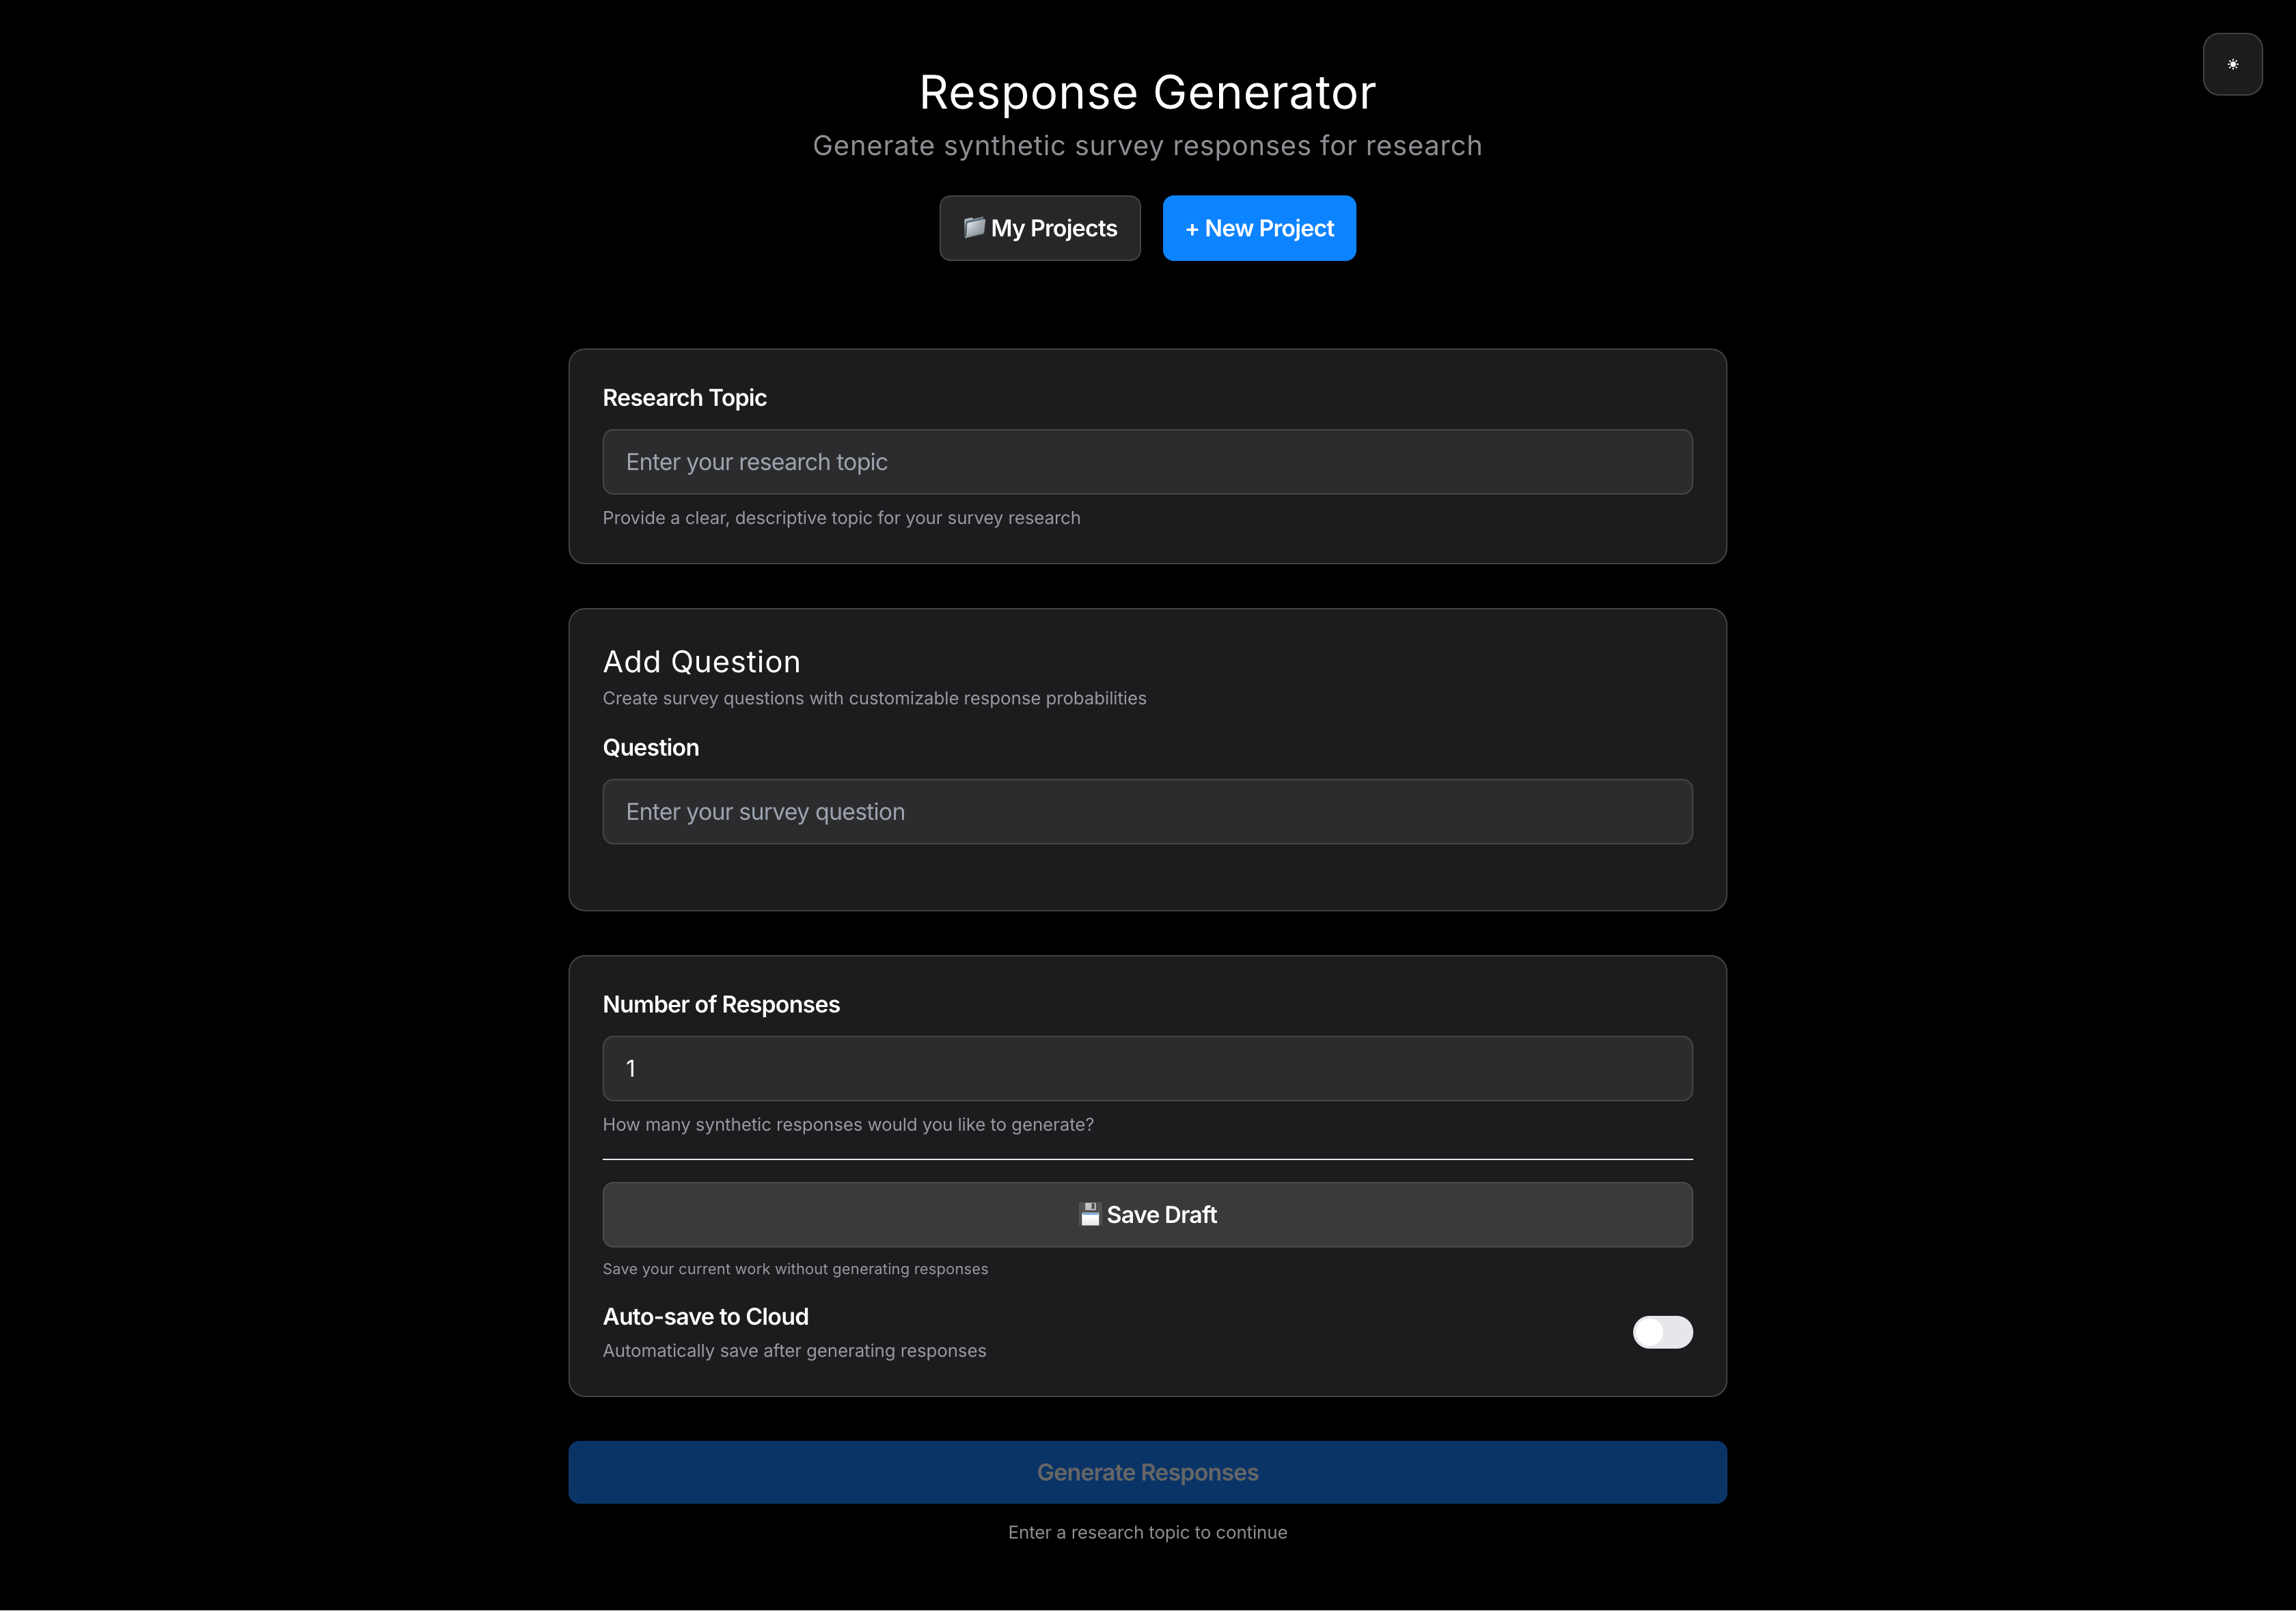 Response Generator
Generate synthetic survey responses for research
My Projects
+ New Project
Research Topic
Enter your research topic
Provide a clear, descriptive topic for your survey research
Add Question
Create survey questions with customizable response probabilities
Question
Enter your survey question
Number of Responses
1
How many synthetic responses would you like to generate?
Save Draft
Save your current work without generating responses
Auto-save to Cloud
Automatically save after generating responses
Generate Responses
Enter a research topic to continue